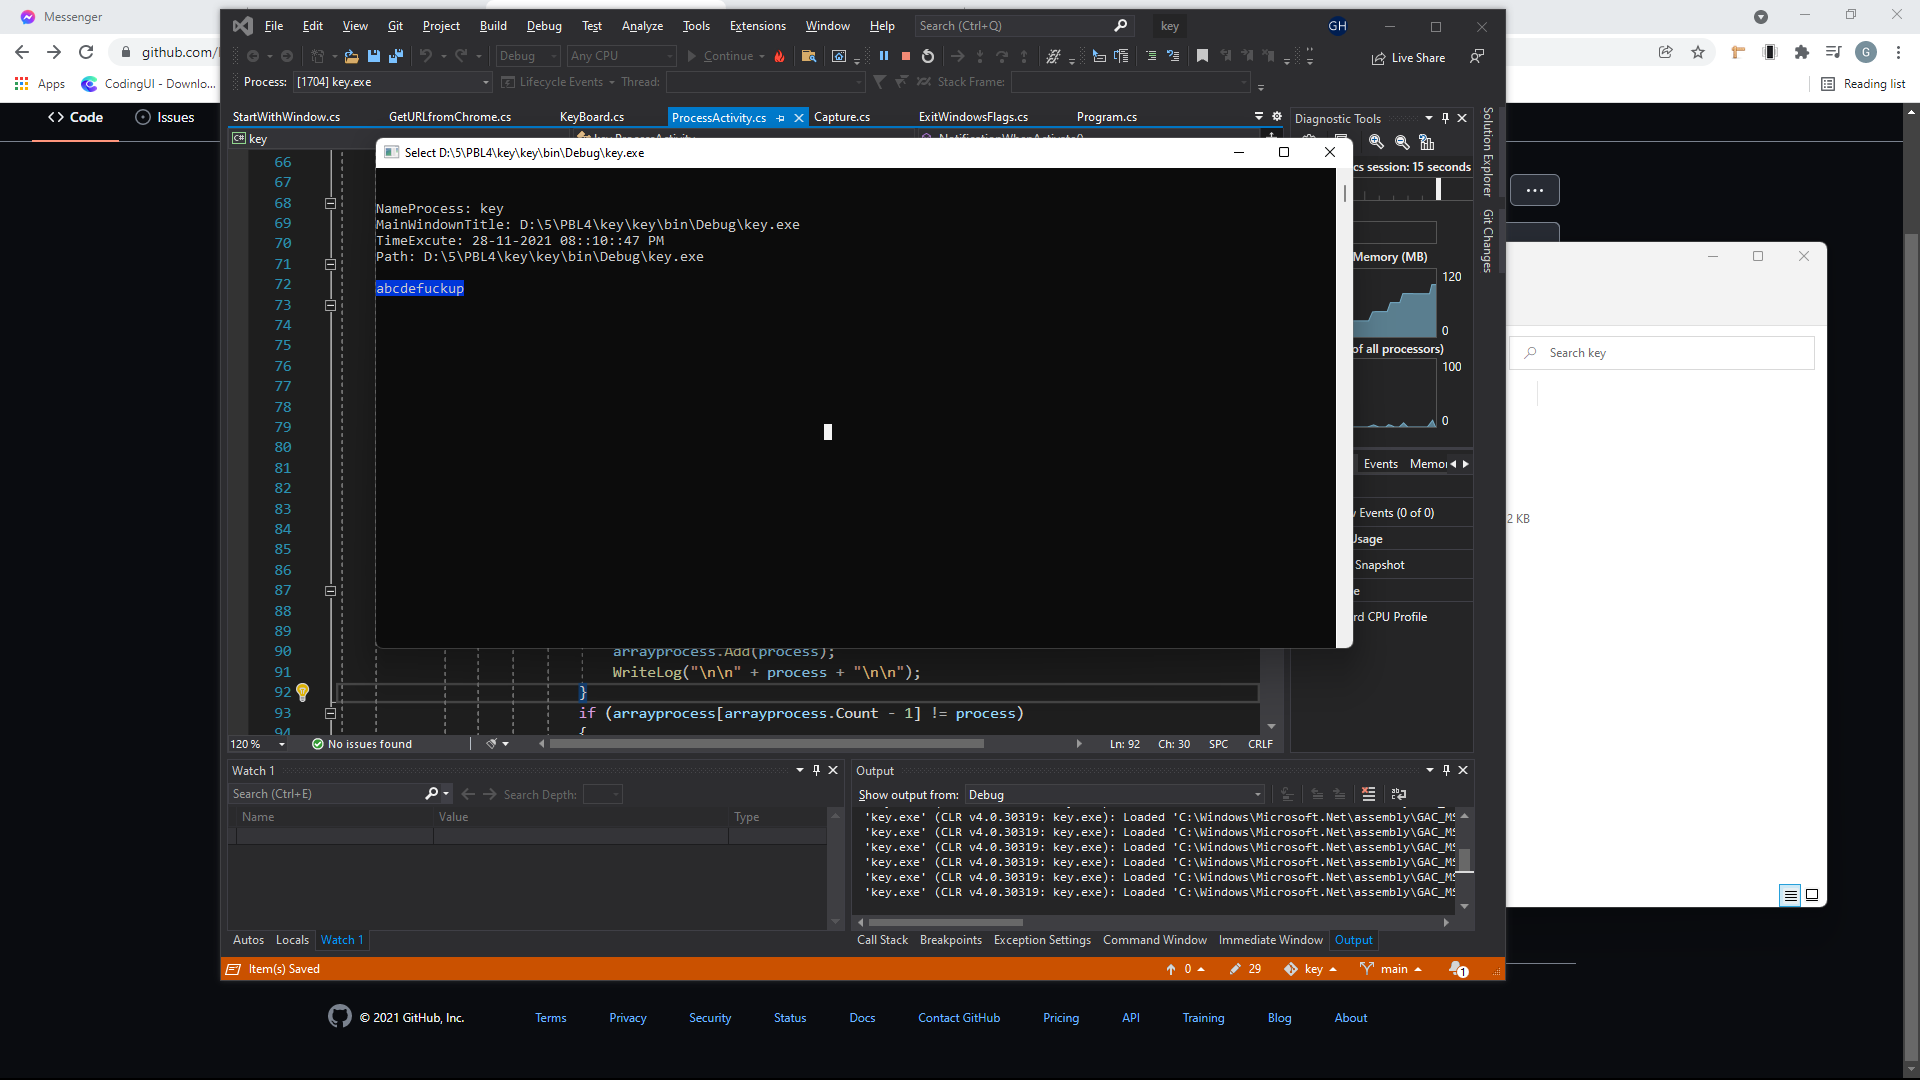 Messenger
github.com/
Apps
CodingUI - Downlo...
Reading list
Code
Issues
File Edit View Git Project Build Debug Test Analyze Tools Extensions Window Help Search (Ctrl+Q) key GH
Debug Any CPU Continue Live Share
Process: [1704] key.exe Lifecycle Events Thread: Stack Frame:
StartWithWindow.cs GetURLfromChrome.cs KeyBoard.cs ProcessActivity.cs Capture.cs ExitWindowsFlags.cs Program.cs
Diagnostic Tools
C# key
Solution Explorer
Git Changes
Select D:\5\PBL4\key\key\bin\Debug\key.exe
NameProcess: key
MainWindownTitle: D:\5\PBL4\key\key\bin\Debug\key.exe
TimeExcute: 28-11-2021 08::10::47 PM
Path: D:\5\PBL4\key\key\bin\Debug\key.exe
abcdefuckup
66
67
68
69
70
71
72
73
74
75
76
77
78
79
80
81
82
83
84
85
86
87
88
89
90 arrayprocess.Add(process);
91 WriteLog("\n\n" + process + "\n\n");
92 }
93 if (arrayprocess[arrayprocess.Count - 1] != process)
94 {
cs session: 15 seconds
Memory (MB)
120
0
of all processors)
100
0
Events Memor
Events (0 of 0)
Usage
Snapshot
rd CPU Profile
Search key
2 KB
120 % No issues found Ln: 92 Ch: 30 SPC CRLF
Watch 1
Search (Ctrl+E) Search Depth:
Name Value Type
Autos Locals Watch 1
Output
Show output from: Debug
'key.exe' (CLR v4.0.30319: key.exe): Loaded 'C:\Windows\Microsoft.Net\assembly\GAC_MS
'key.exe' (CLR v4.0.30319: key.exe): Loaded 'C:\Windows\Microsoft.Net\assembly\GAC_MS
'key.exe' (CLR v4.0.30319: key.exe): Loaded 'C:\Windows\Microsoft.Net\assembly\GAC_MS
'key.exe' (CLR v4.0.30319: key.exe): Loaded 'C:\Windows\Microsoft.Net\assembly\GAC_MS
'key.exe' (CLR v4.0.30319: key.exe): Loaded 'C:\Windows\Microsoft.Net\assembly\GAC_MS
'key.exe' (CLR v4.0.30319: key.exe): Loaded 'C:\Windows\Microsoft.Net\assembly\GAC_MS
Call Stack Breakpoints Exception Settings Command Window Immediate Window Output
Item(s) Saved 0 29 key main 1
© 2021 GitHub, Inc. Terms Privacy Security Status Docs Contact GitHub Pricing API Training Blog About